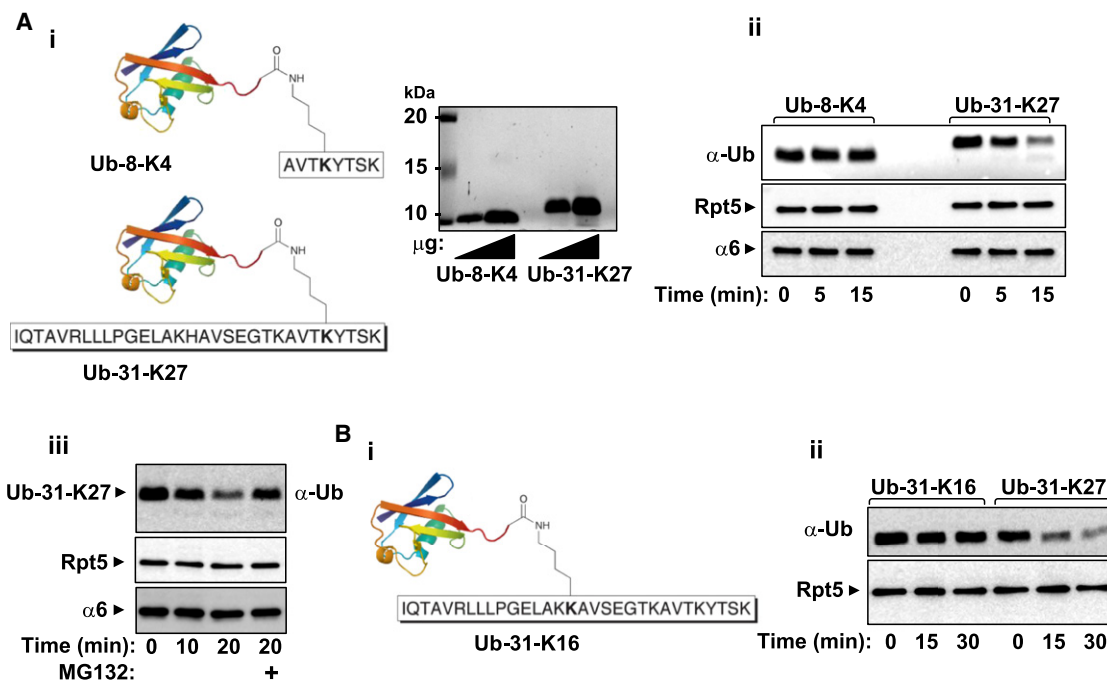 A
i
O
NH
Ub-8-K4
AVTKYTSK
IQTAVRLLLPGELAKHAVSEGTKAVTKYTSK
O
NH
Ub-31-K27
kDa
20
15
10
μg:
Ub-8-K4 Ub-31-K27
ii
Ub-8-K4 Ub-31-K27
α-Ub
Rpt5
α6
Time (min): 0 5 15 0 5 15
iii
Ub-31-K27 α-Ub
Rpt5
α6
Time (min): 0 10 20 20
MG132: +
B
i
O
NH
IQTAVRLLLPGELAKKAVSEGTKAVTKYTSK
Ub-31-K16
ii
Ub-31-K16 Ub-31-K27
α-Ub
Rpt5
Time (min): 0 15 30 0 15 30